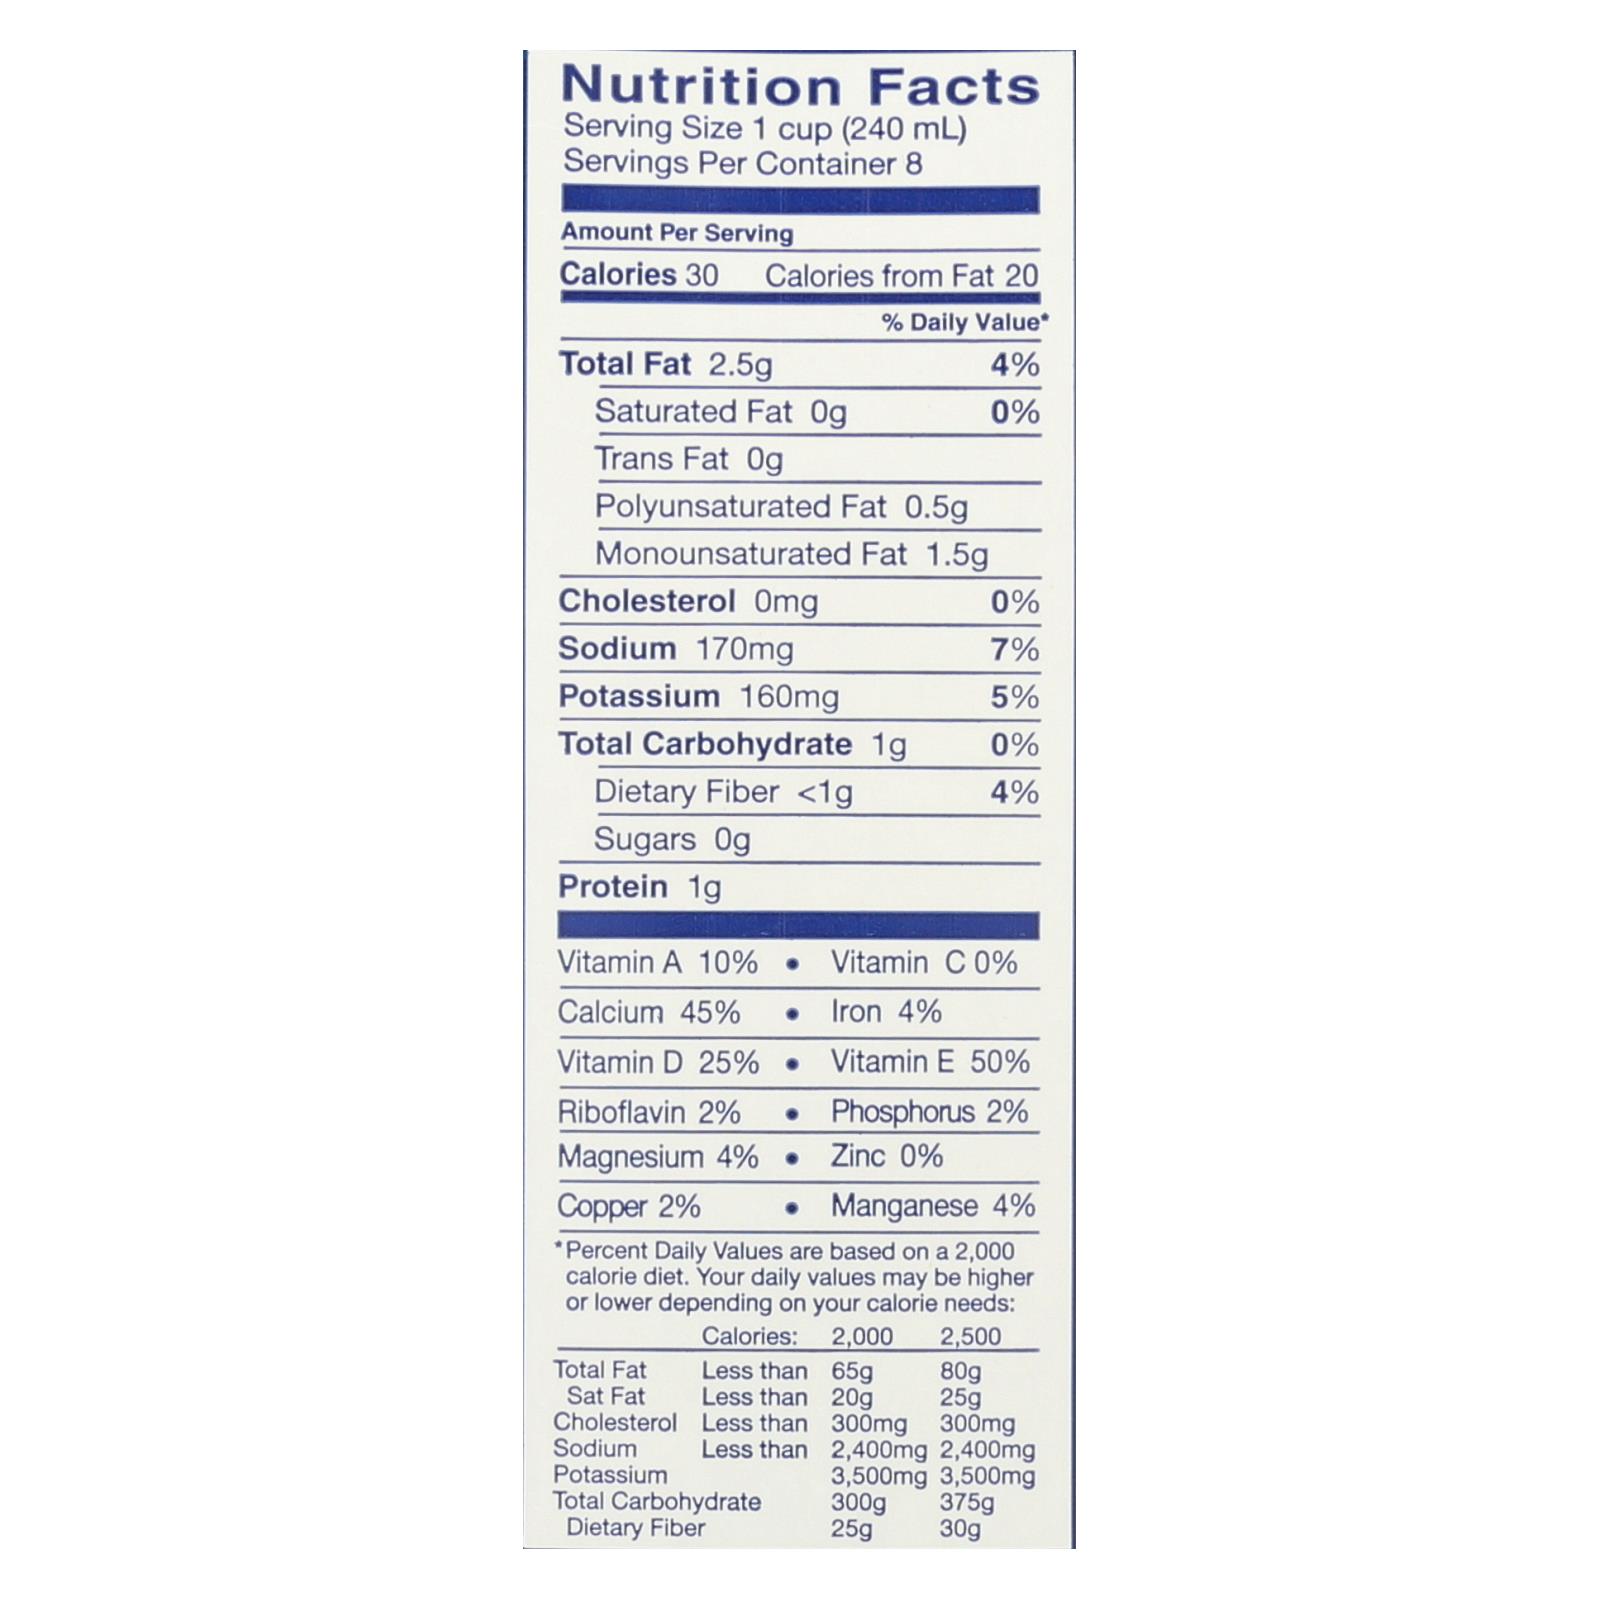 Nutrition Facts
Serving Size 1 cup (240 mL)
Servings Per Container 8
Amount Per Serving
Calories 30 Calories from Fat 20
% Daily Value*
Total Fat 2.5g 4%
Saturated Fat 0g 0%
Trans Fat 0g
Polyunsaturated Fat 0.5g
Monounsaturated Fat 1.5g
Cholesterol 0mg 0%
Sodium 170mg 7%
Potassium 160mg 5%
Total Carbohydrate 1g 0%
Dietary Fiber <1g 4%
Sugars 0g
Protein 1g
Vitamin A 10% • Vitamin C 0%
Calcium 45% • Iron 4%
Vitamin D 25% • Vitamin E 50%
Riboflavin 2% • Phosphorus 2%
Magnesium 4% • Zinc 0%
Copper 2% • Manganese 4%
*Percent Daily Values are based on a 2,000
calorie diet. Your daily values may be higher
or lower depending on your calorie needs:
Calories: 2,000 2,500
Total Fat Less than 65g 80g
Sat Fat Less than 20g 25g
Cholesterol Less than 300mg 300mg
Sodium Less than 2,400mg 2,400mg
Potassium 3,500mg 3,500mg
Total Carbohydrate 300g 375g
Dietary Fiber 25g 30g